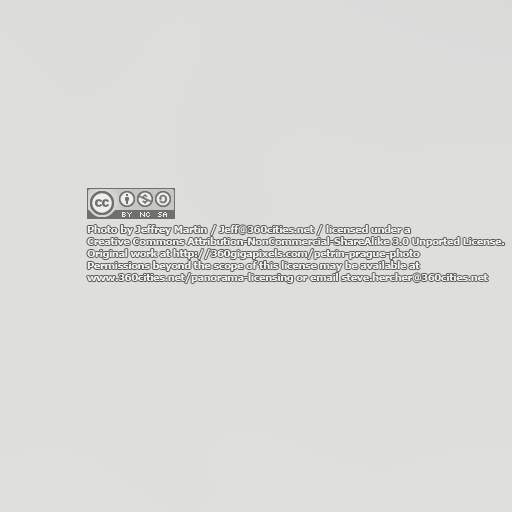 cc
BY NC SA
Photo by Jeffrey Martin / Jeff@360cities.net / licensed under a
Creative Commons Attribution-NonCommercial-ShareAlike 3.0 Unported License.
Original work at http://360gigapixels.com/petrin-prague-photo
Permissions beyond the scope of this license may be available at
www.360cities.net/panorama-licensing or email steve.hercher@360cities.net